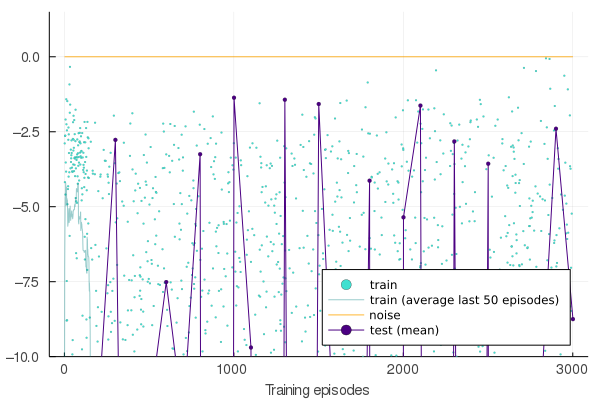 0.0
−2.5
−5.0
−7.5
−10.0
train
train (average last 50 episodes)
noise
test (mean)
0 1000 2000 3000
Training episodes